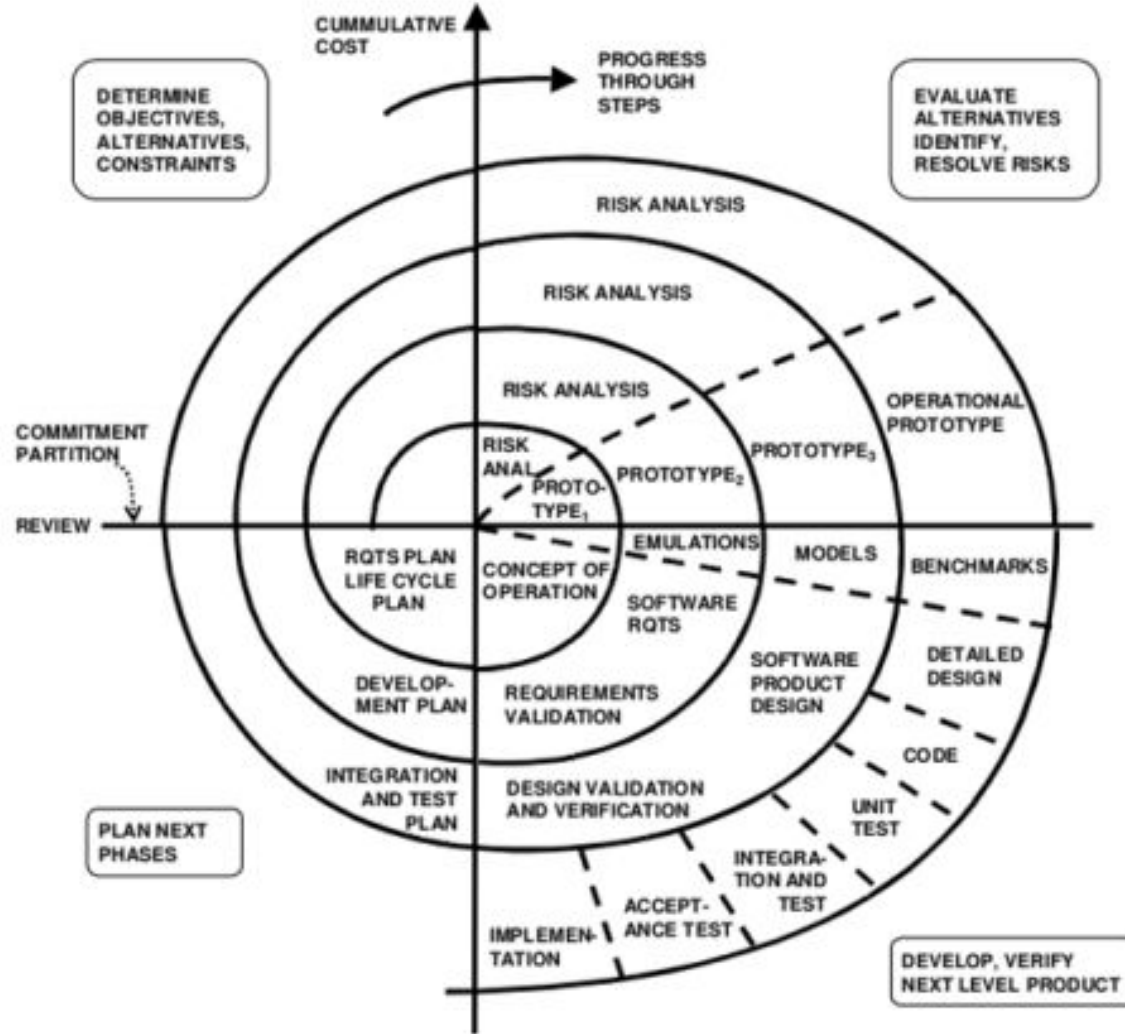 CUMMULATIVE
COST
PROGRESS
THROUGH
STEPS
DETERMINE
OBJECTIVES,
ALTERNATIVES,
CONSTRAINTS
EVALUATE
ALTERNATIVES
IDENTIFY,
RESOLVE RISKS
RISK ANALYSIS
RISK ANALYSIS
RISK ANALYSIS
RISK
ANAL.
COMMITMENT
PARTITION
REVIEW
PROTO-
TYPE1
PROTOTYPE2
PROTOTYPE3
OPERATIONAL
PROTOTYPE
EMULATIONS
MODELS
BENCHMARKS
RQTS PLAN
LIFE CYCLE
PLAN
CONCEPT OF
OPERATION
SOFTWARE
RQTS
SOFTWARE
PRODUCT
DESIGN
DETAILED
DESIGN
DEVELOP-
MENT PLAN
REQUIREMENTS
VALIDATION
CODE
INTEGRATION
AND TEST
PLAN
DESIGN VALIDATION
AND VERIFICATION
UNIT
TEST
PLAN NEXT
PHASES
INTEGRA-
TION AND
TEST
ACCEPT-
ANCE TEST
IMPLEMEN-
TATION
DEVELOP, VERIFY
NEXT LEVEL PRODUCT